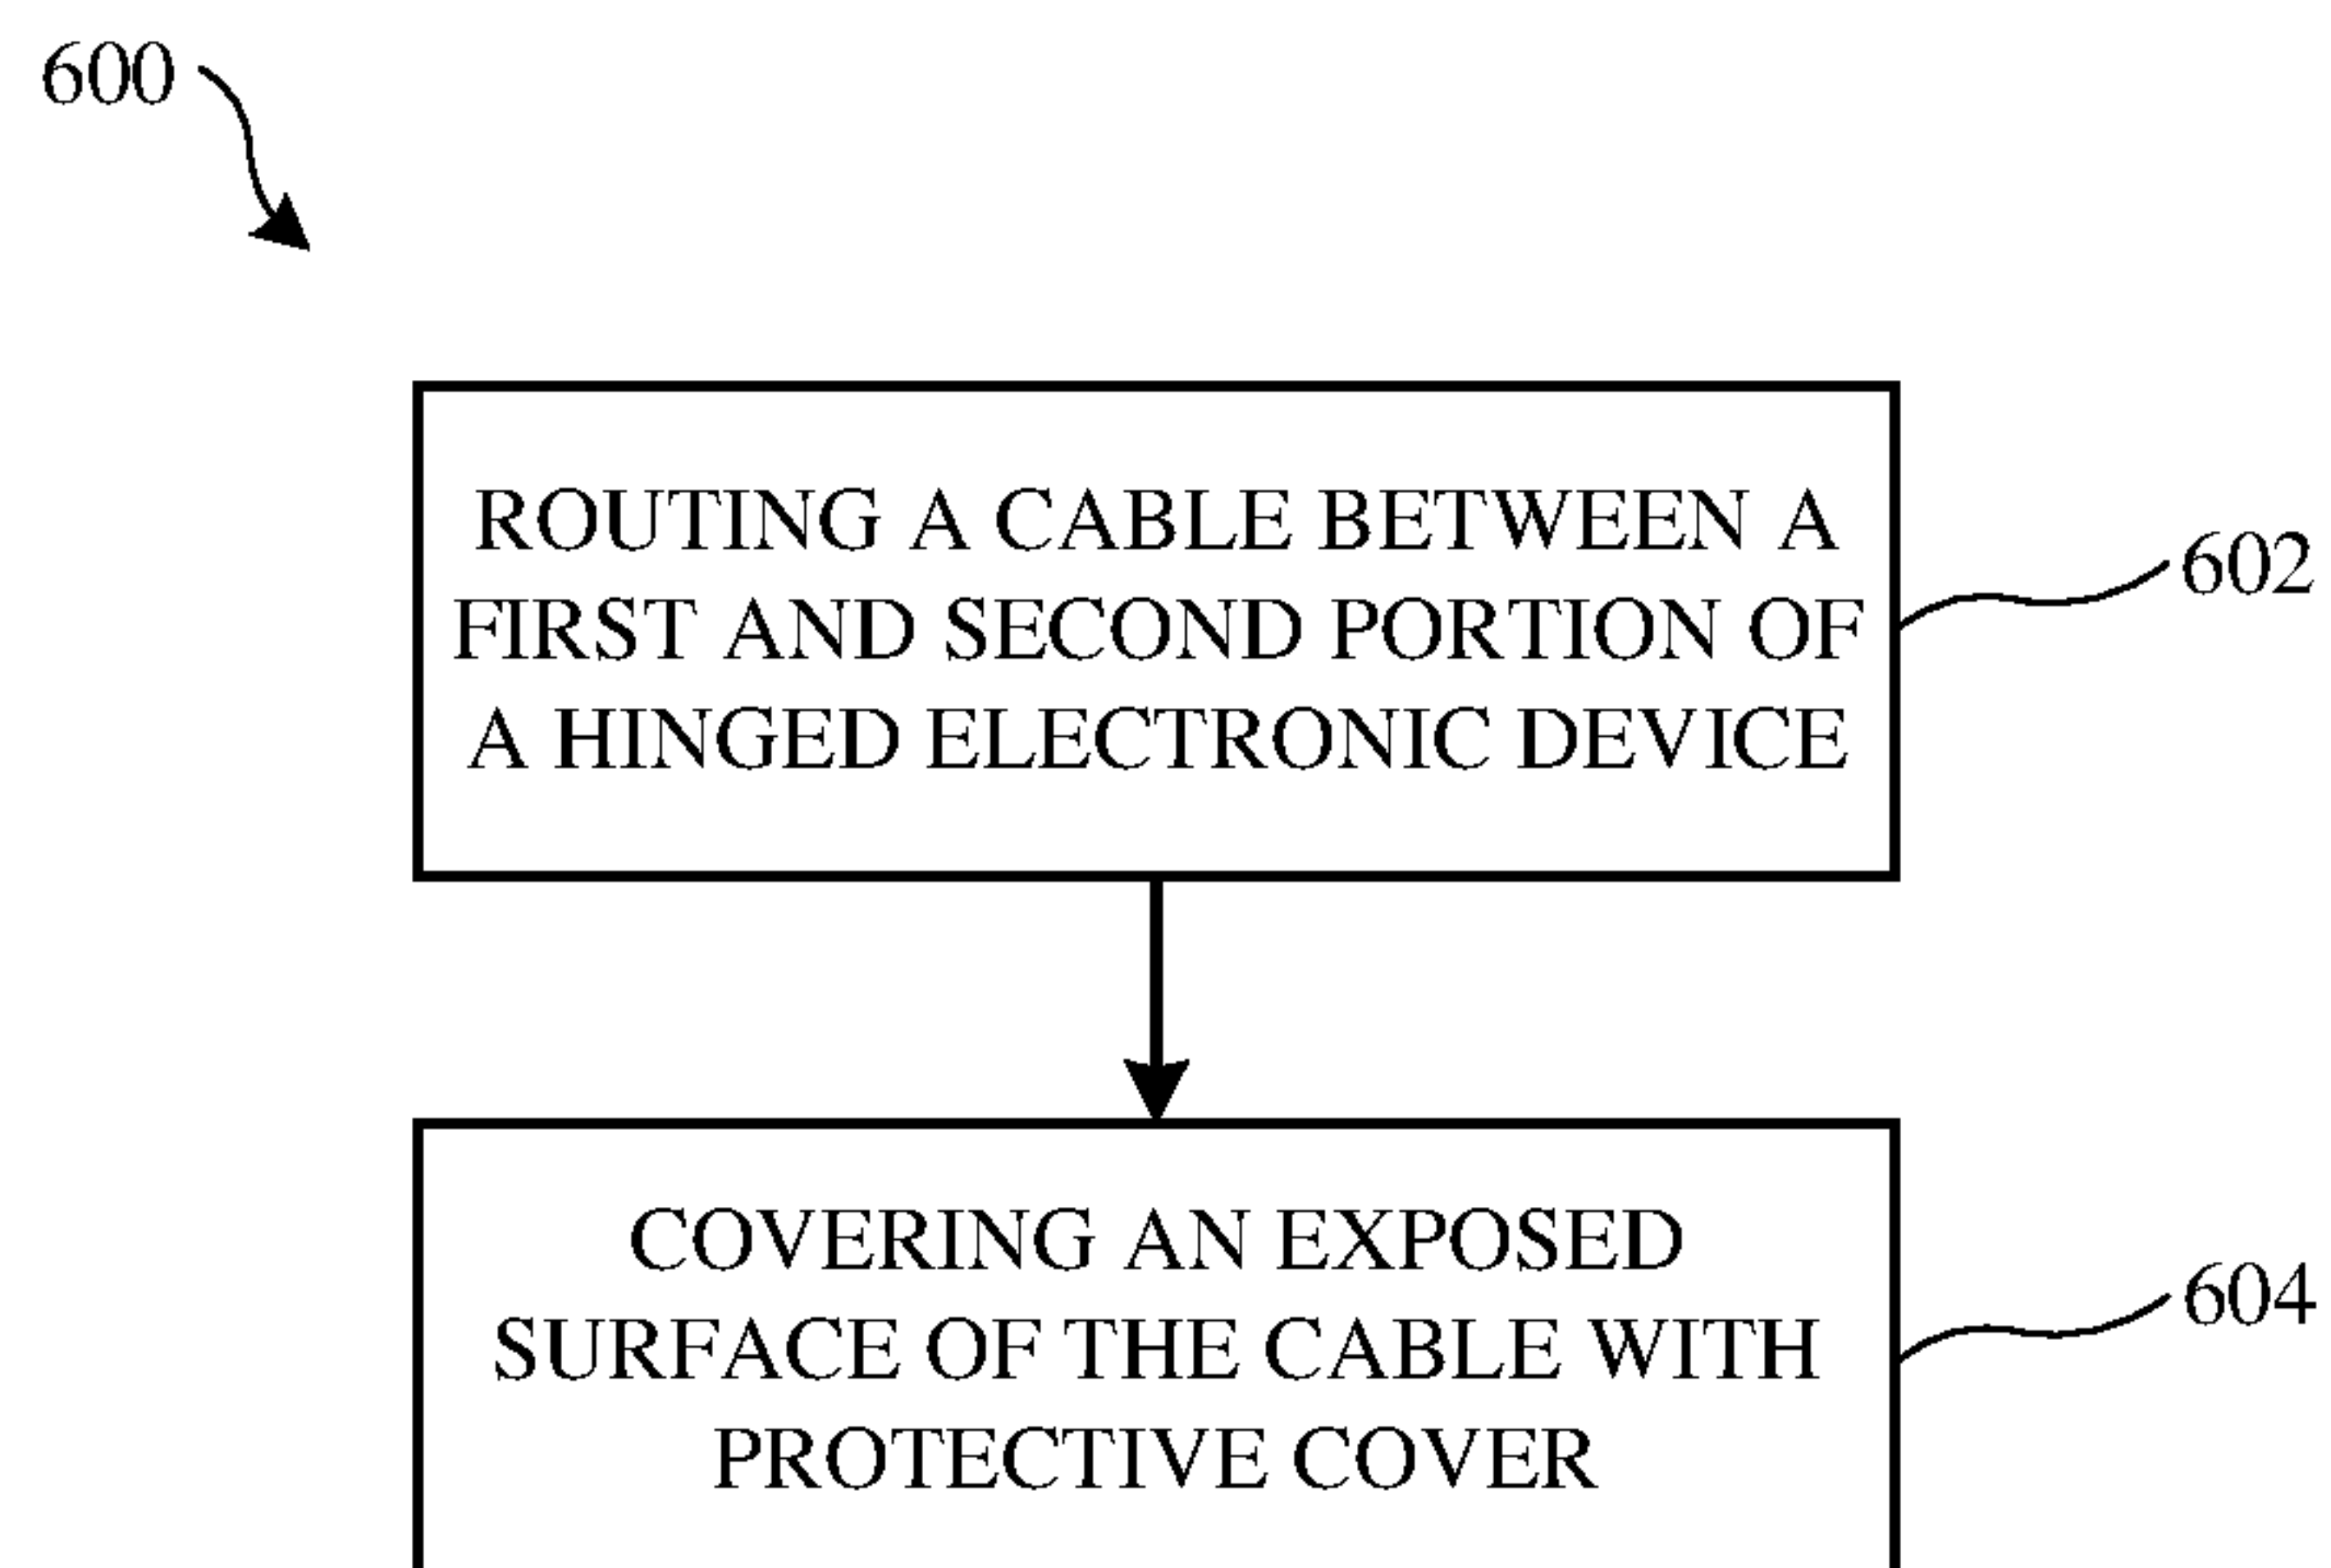 600
ROUTING A CABLE BETWEEN A
FIRST AND SECOND PORTION OF
A HINGED ELECTRONIC DEVICE
602
COVERING AN EXPOSED
SURFACE OF THE CABLE WITH
PROTECTIVE COVER
604